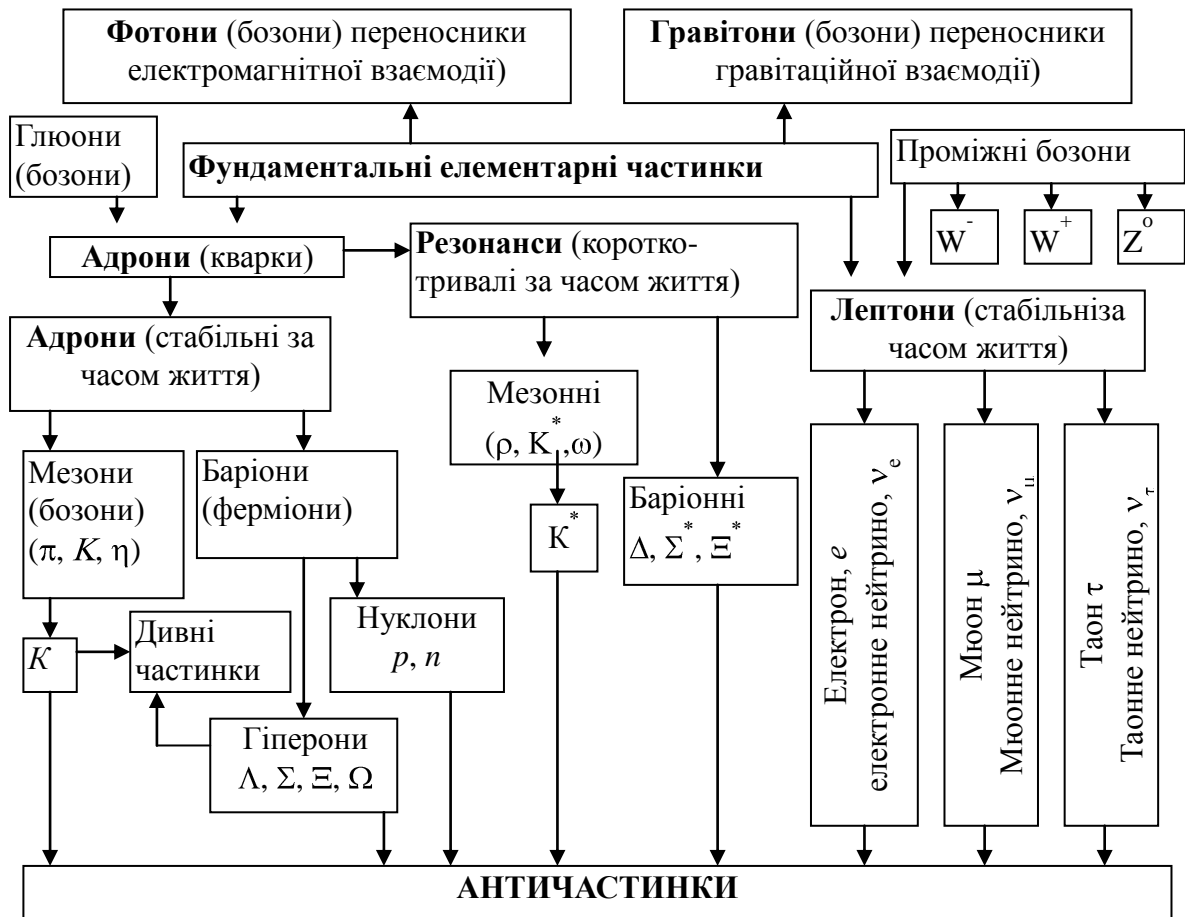 Фотони (бозони) переносники
електромагнітної взаємодії)
Гравітони (бозони) переносники
гравітаційної взаємодії)
Глюони
(бозони)
Фундаментальні елементарні частинки
Проміжні бозони
W⁻
W⁺
Zº
Адрони (кварки)
Резонанси (коротко-
тривалі за часом життя)
Адрони (стабільні за
часом життя)
Лептони (стабільніза
часом життя)
Мезонні
(ρ, K*,ω)
Мезони
(бозони)
(π, K, η)
Баріони
(ферміони)
K*
Баріонні
Δ, Σ*, Ξ*
Електрон, e
електронне нейтрино, νₑ
Мюон μ
Мюонне нейтрино, ν_μ
Таон τ
Таонне нейтрино, ν_τ
K
Дивні
частинки
Нуклони
p, n
Гіперони
Λ, Σ, Ξ, Ω
АНТИЧАСТИНКИ